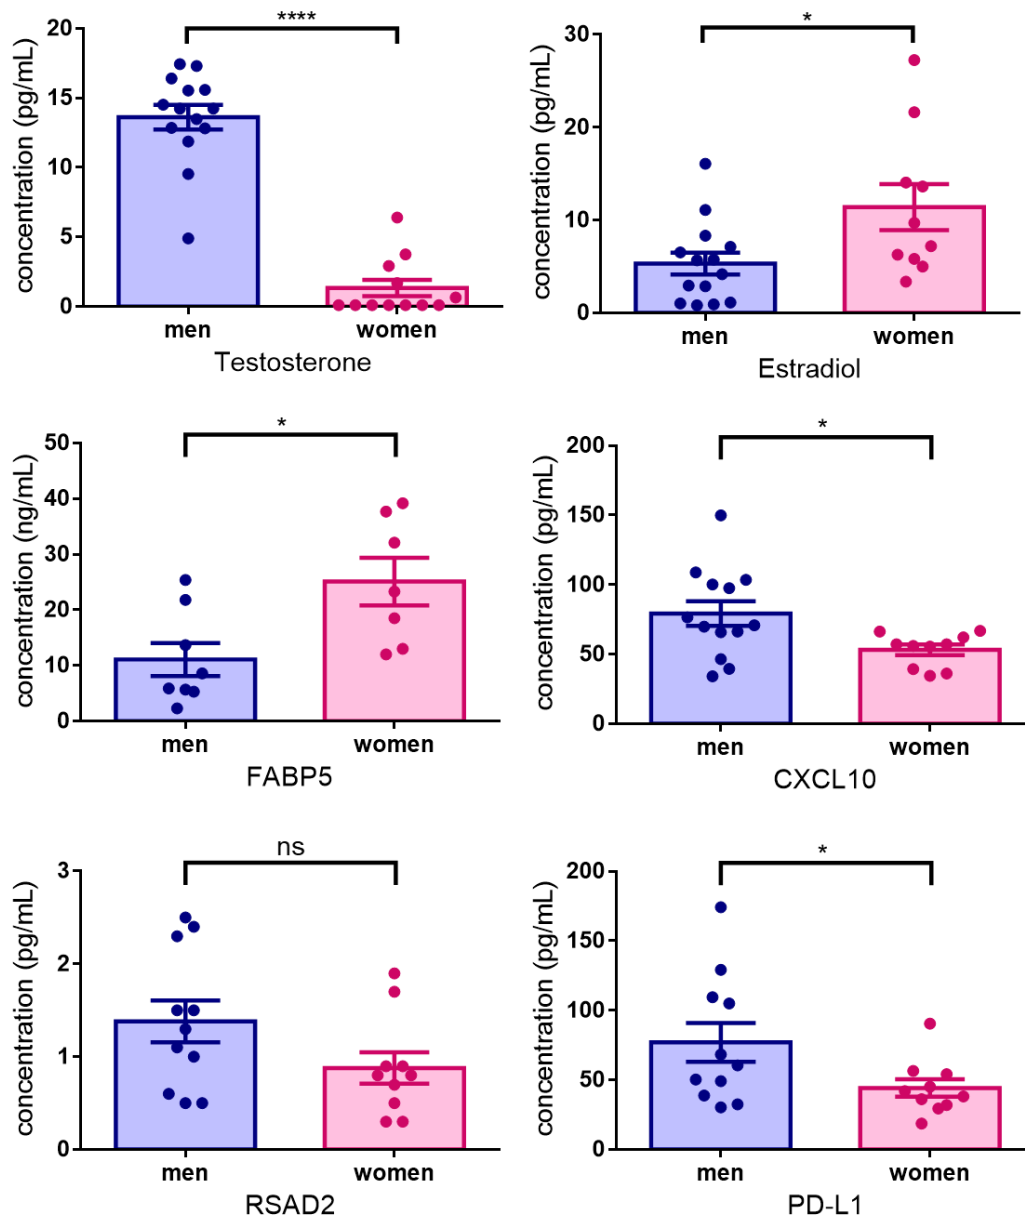 ****
20
15
10
5
0
concentration (pg/mL)
men women
Testosterone
*
30
20
10
0
concentration (pg/mL)
men women
Estradiol
*
50
40
30
20
10
0
concentration (ng/mL)
men women
FABP5
*
200
150
100
50
0
concentration (pg/mL)
men women
CXCL10
ns
3
2
1
0
concentration (pg/mL)
men women
RSAD2
*
200
150
100
50
0
concentration (pg/mL)
men women
PD-L1